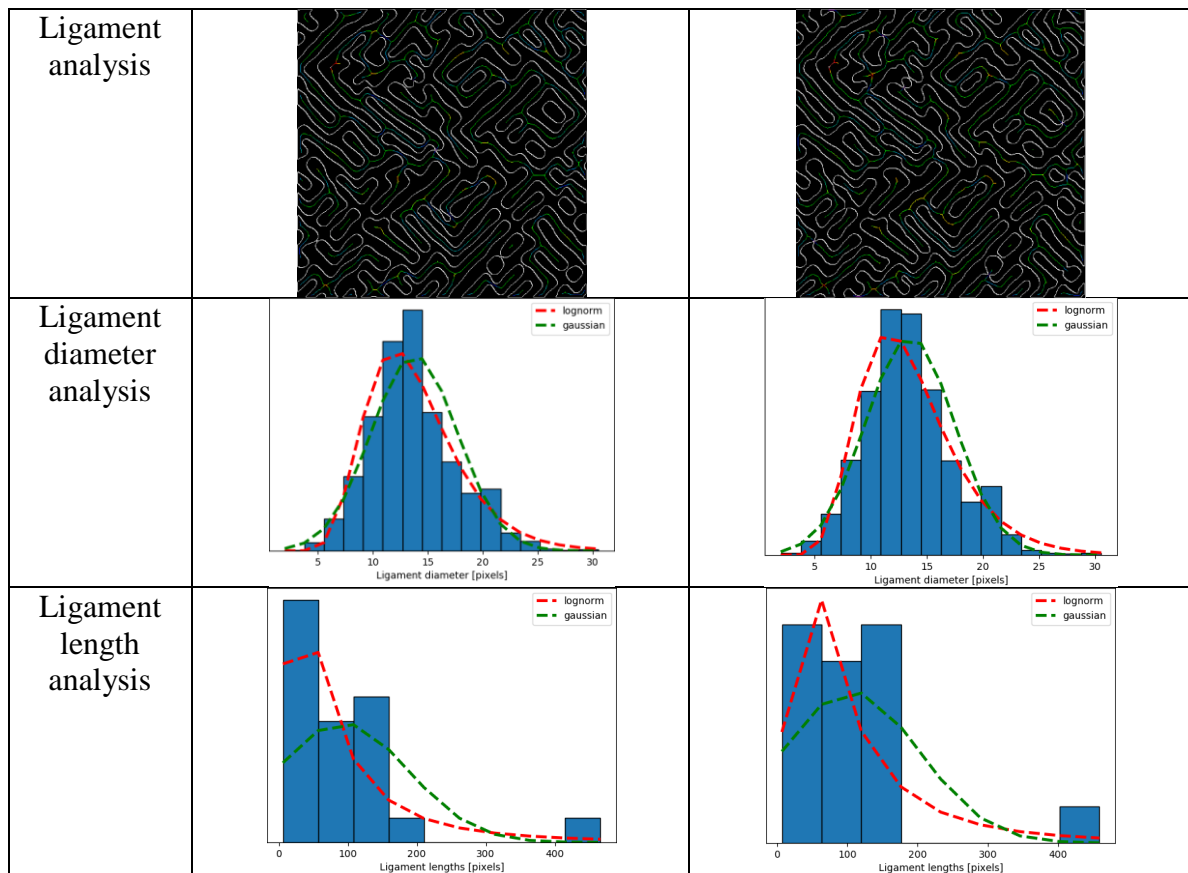 Ligament
analysis
Ligament
diameter
analysis
lognorm
gaussian
5 10 15 20 25 30
Ligament diameter [pixels]
lognorm
gaussian
5 10 15 20 25 30
Ligament diameter [pixels]
Ligament
length
analysis
lognorm
gaussian
0 100 200 300 400
Ligament lengths [pixels]
lognorm
gaussian
0 100 200 300 400
Ligament lengths [pixels]